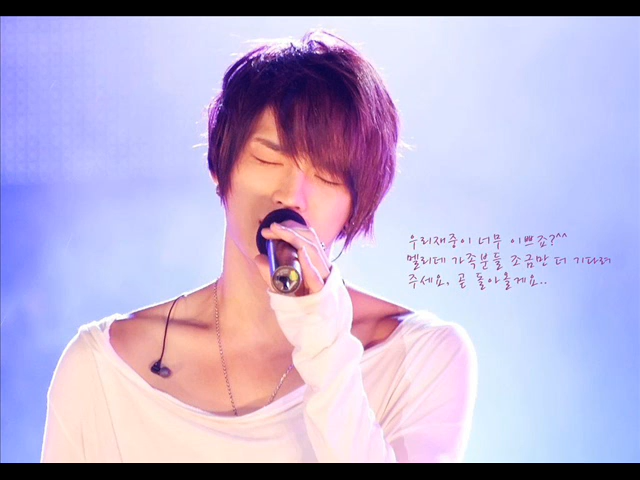 우리재중이 너무 이쁘죠?^^
멜리데 가족분들 조금만 더 기다려
주세요, 곧 돌아올게요..